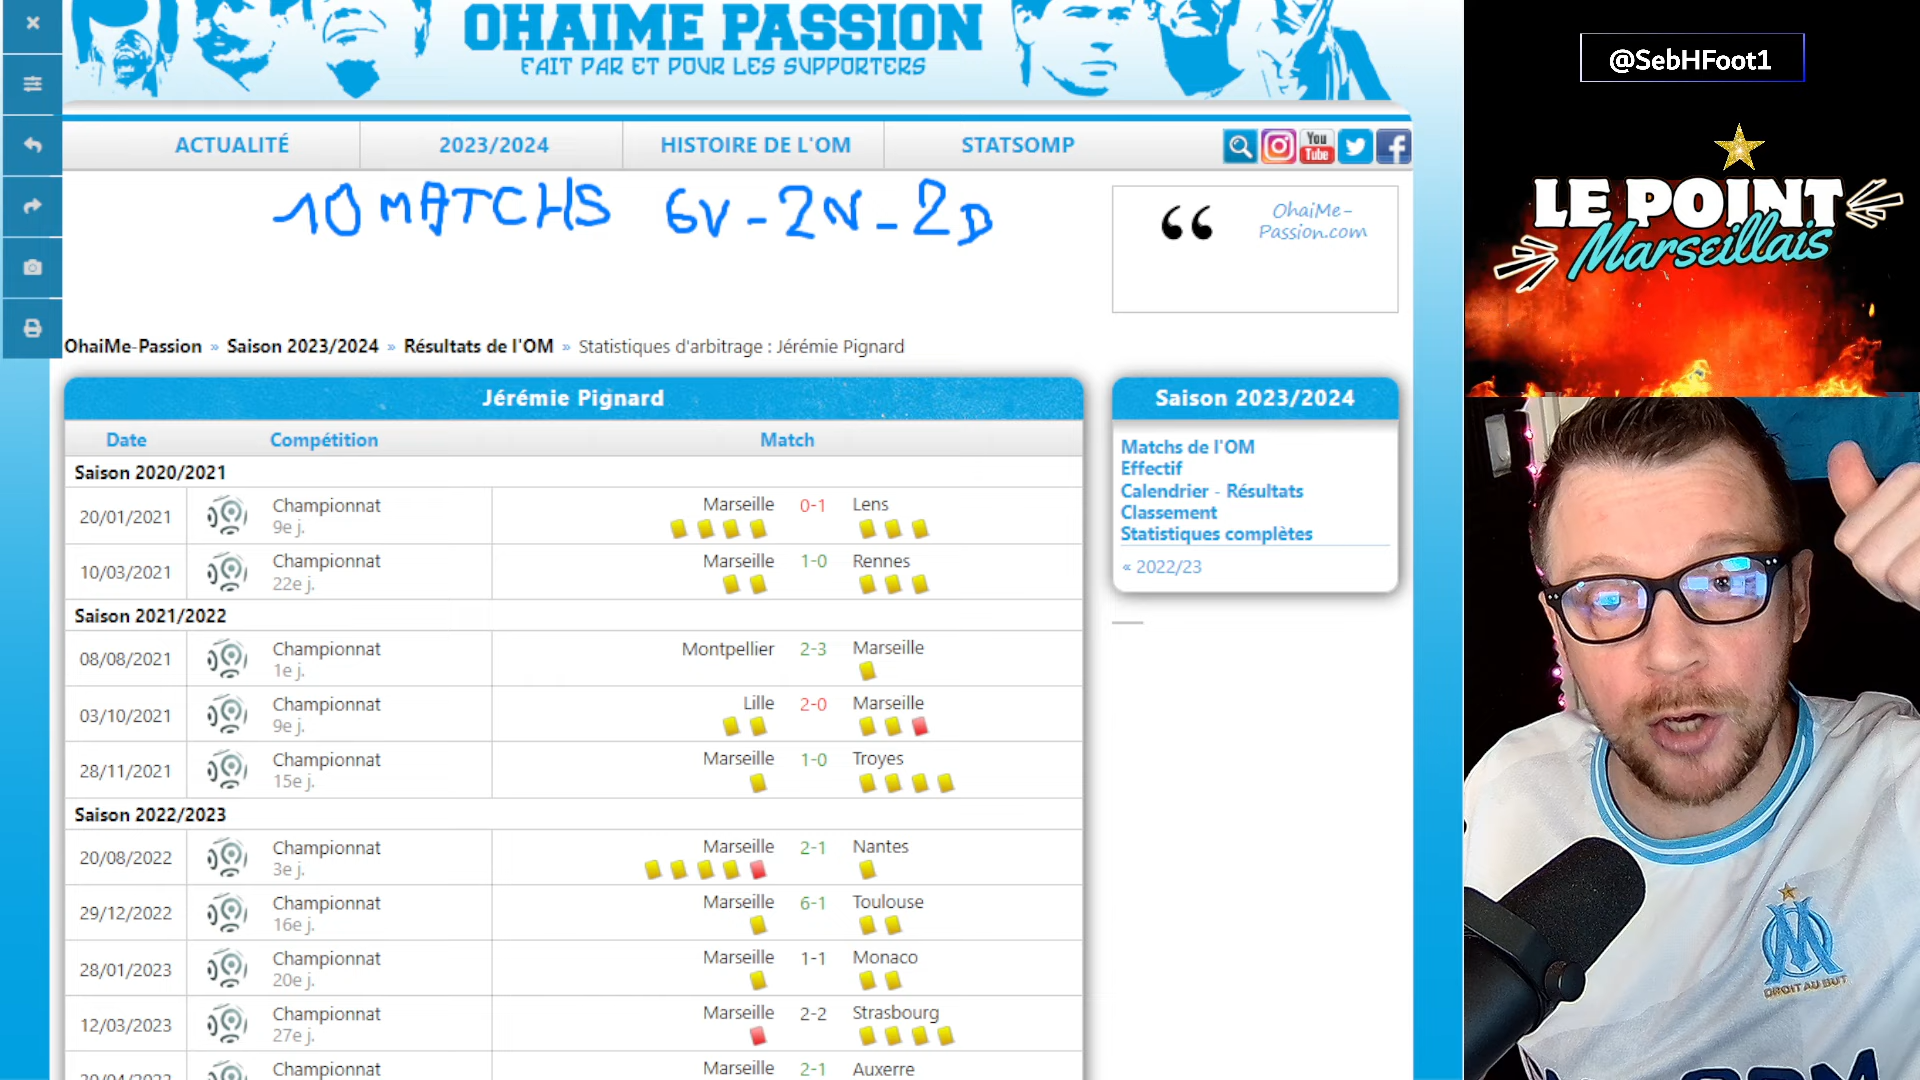 OHAIME PASSION
FAIT PAR ET POUR LES SUPPORTERS
ACTUALITÉ
2023/2024
HISTOIRE DE L'OM
STATSOMP
You
Tube
10 MATCHS 6V - 2N - 2D
“
OhaiMe-
Passion.com
OhaiMe-Passion » Saison 2023/2024 » Résultats de l'OM » Statistiques d'arbitrage : Jérémie Pignard
Jérémie Pignard
Date Compétition Match
Saison 2020/2021
20/01/2021 Championnat 9e j. Marseille 0-1 Lens
10/03/2021 Championnat 22e j. Marseille 1-0 Rennes
Saison 2021/2022
08/08/2021 Championnat 1e j. Montpellier 2-3 Marseille
03/10/2021 Championnat 9e j. Lille 2-0 Marseille
28/11/2021 Championnat 15e j. Marseille 1-0 Troyes
Saison 2022/2023
20/08/2022 Championnat 3e j. Marseille 2-1 Nantes
29/12/2022 Championnat 16e j. Marseille 6-1 Toulouse
28/01/2023 Championnat 20e j. Marseille 1-1 Monaco
12/03/2023 Championnat 27e j. Marseille 2-2 Strasbourg
Championnat Marseille 2-1 Auxerre
Saison 2023/2024
Matchs de l'OM
Effectif
Calendrier - Résultats
Classement
Statistiques complètes
« 2022/23
@SebHFoot1
LE POINT
Marseillais
DROIT AU BUT